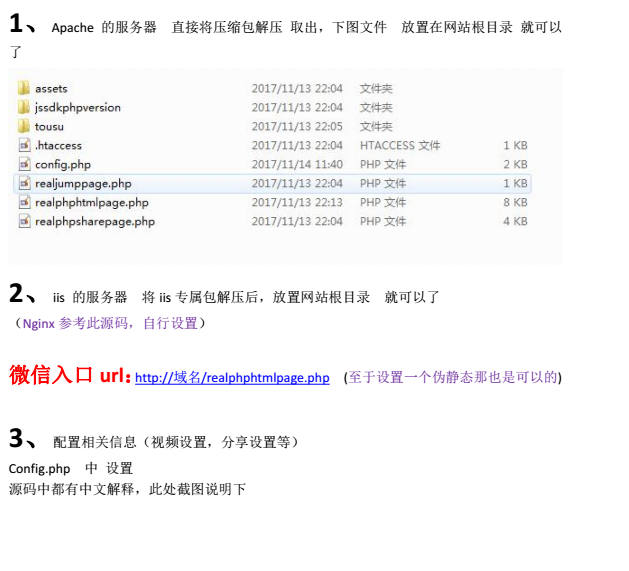 1、 Apache 的服务器 直接将压缩包解压 取出，下图文件 放置在网站根目录 就可以
了
assets 2017/11/13 22:04 文件夹
jssdkphpversion 2017/11/13 22:04 文件夹
tousu 2017/11/13 22:05 文件夹
.htaccess 2017/11/13 22:04 HTACCESS 文件 1 KB
config.php 2017/11/14 11:40 PHP 文件 2 KB
realjumppage.php 2017/11/13 22:04 PHP 文件 1 KB
realphphtmlpage.php 2017/11/13 22:13 PHP 文件 8 KB
realphpsharepage.php 2017/11/13 22:04 PHP 文件 4 KB
2、 iis 的服务器 将 iis 专属包解压后，放置网站根目录 就可以了
（Nginx 参考此源码，自行设置）
微信入口 url: http://域名/realphphtmlpage.php (至于设置一个伪静态那也是可以的)
3、 配置相关信息（视频设置，分享设置等）
Config.php 中 设置
源码中都有中文解释，此处截图说明下